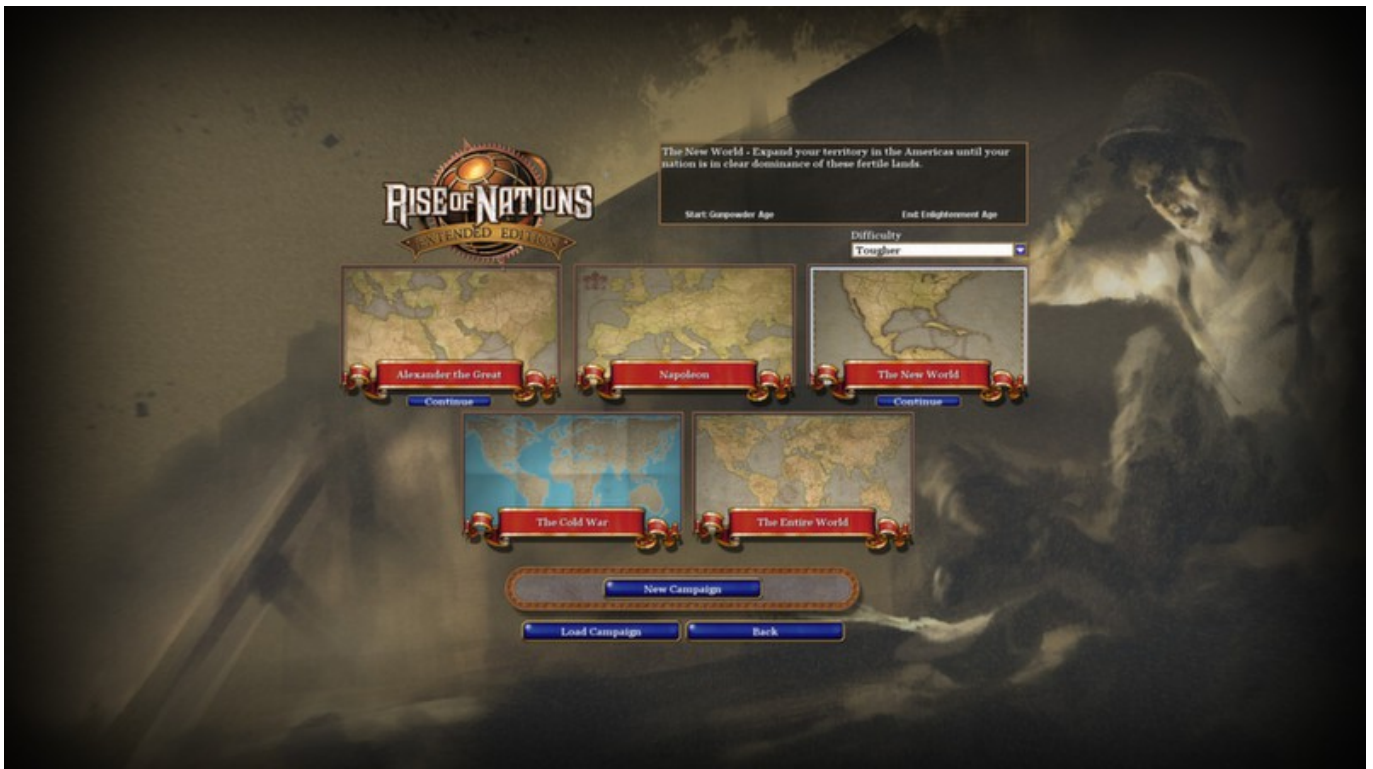 RISE OF NATIONS
EXTENDED EDITION
The New World - Expand your territory in the Americas until your
nation is in clear dominance of these fertile lands.
Start: Gunpowder Age
End: Enlightenment Age
Difficulty
Tougher
Alexander the Great
Napoleon
The New World
Continue
Continue
The Cold War
The Entire World
New Campaign
Load Campaign
Back